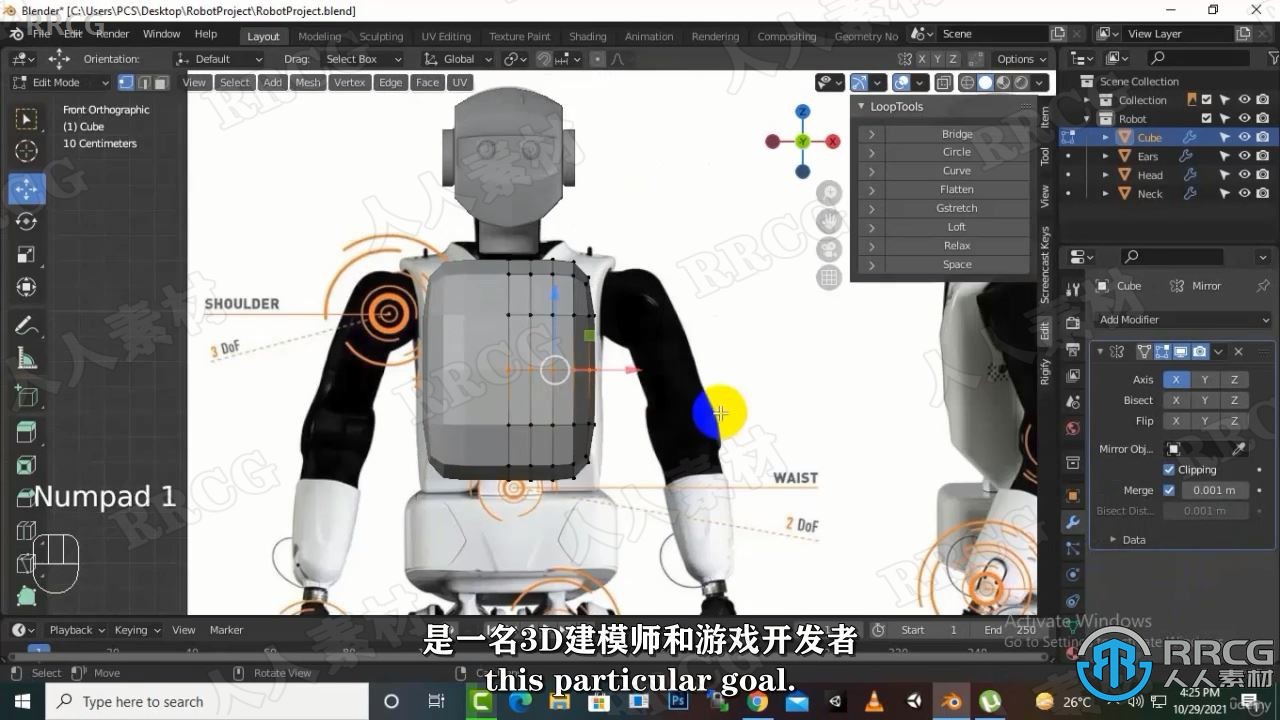 Blender* [C:\Users\PCS\Desktop\RobotProject\RobotProject.blend]
RRCG
File Edit Render Window Help Layout Modeling Sculpting UV Editing Texture Paint Shading Animation Rendering Compositing Geometry No Scene View Layer
Orientation: Default Drag: Select Box Global X Y Z Options
Edit Mode View Select Add Mesh Vertex Edge Face UV
Front Orthographic
(1) Cube
10 Centimeters
Z
X
Y
LoopTools
Bridge
Circle
Curve
Flatten
Gstretch
Loft
Relax
Space
Item
Tool
View
Screencast Keys
Edit
Rigify
Scene Collection
Collection
Robot
Cube
Ears
Head
Neck
Cube Mirror
Add Modifier
Axis X Y Z
Bisect X Y Z
Flip X Y Z
Mirror Obj...
Clipping
Merge 0.001 m
Bisect Dist... 0.001 m
Data
SHOULDER
3 DoF
WAIST
2 DoF
Numpad 1
Playback Keying View Marker Start 1 End 250
Activate Windows
Go to Settin
Select Move Rotate View
是一名3D建模师和游戏开发者
this particular goal.
RRCG
人人素材
Type here to search
Ps
26°C
4:25 PM
10/29/2021
ûdemy